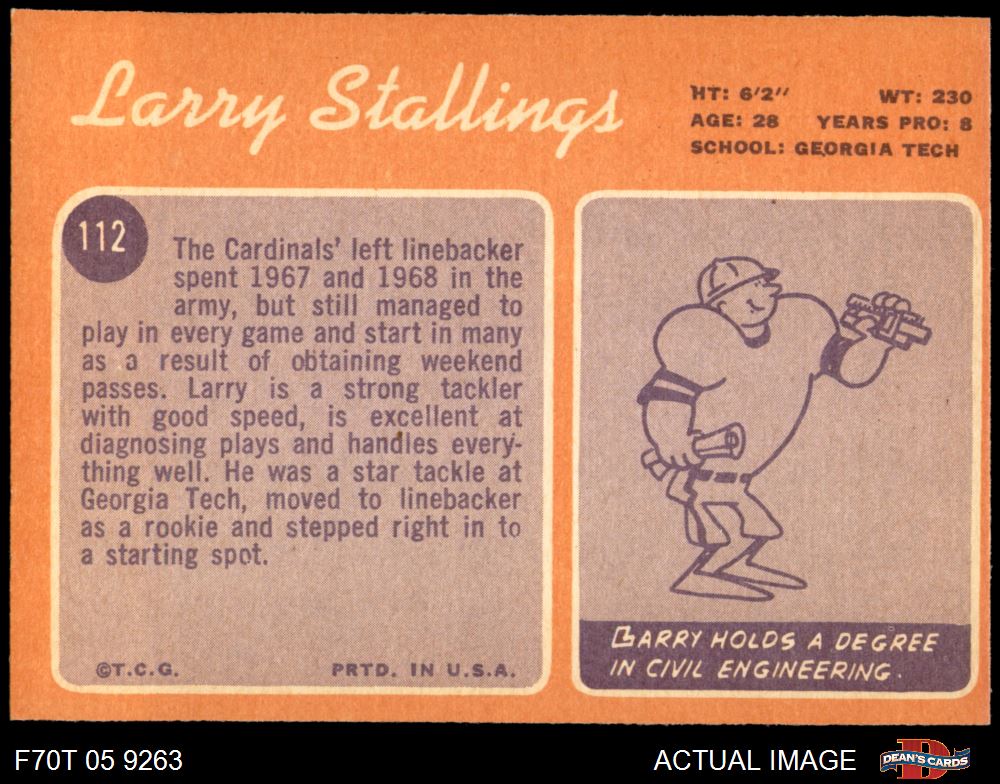 Larry Stallings
HT: 6'2" WT: 230
AGE: 28 YEARS PRO: 8
SCHOOL: GEORGIA TECH
112
The Cardinals' left linebacker
spent 1967 and 1968 in the
army, but still managed to
play in every game and start in many
as a result of obtaining weekend
passes. Larry is a strong tackler
with good speed, is excellent at
diagnosing plays and handles every-
thing well. He was a star tackle at
Georgia Tech, moved to linebacker
as a rookie and stepped right in to
a starting spot.
©T.C.G. PRTD. IN U.S.A.
LARRY HOLDS A DEGREE
IN CIVIL ENGINEERING.
F70T 05 9263
ACTUAL IMAGE
DEAN'S CARDS